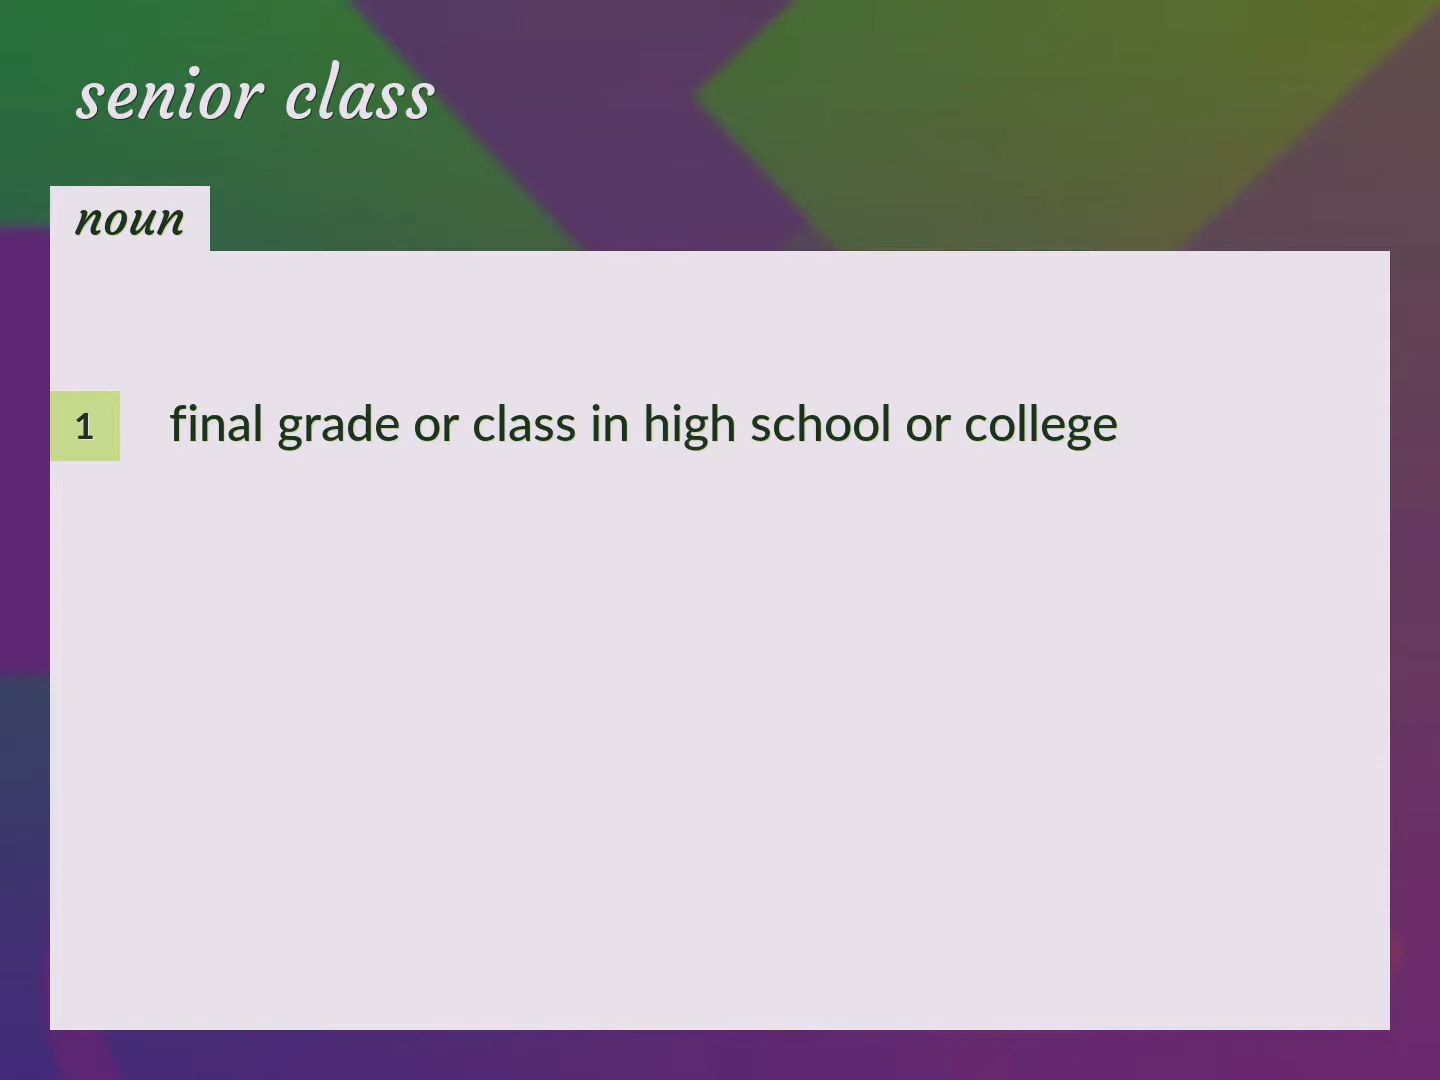 senior class
noun
1 final grade or class in high school or college